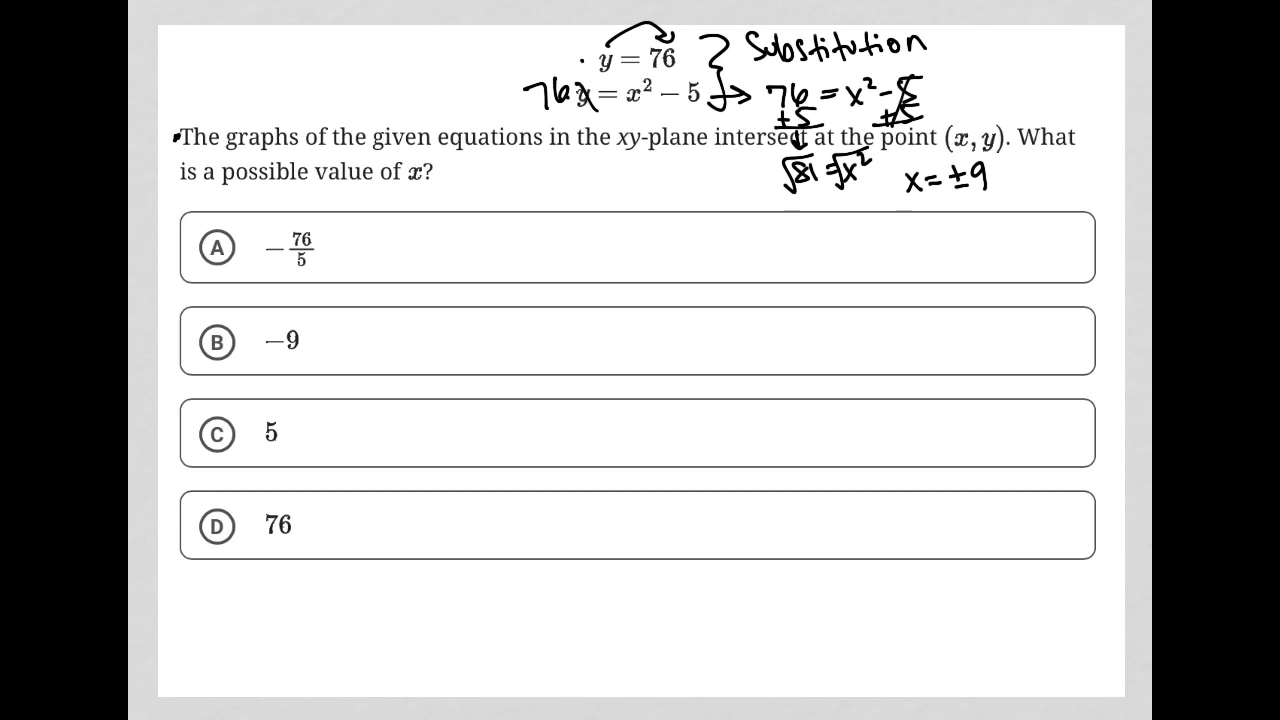 y = 76 Substitution
76 y = x² − 5 76 = x² - 5
+5 +5
The graphs of the given equations in the xy-plane intersect at the point (x, y). What
is a possible value of x?
√81 = √x² x = ±9
A −76/5
B −9
C 5
D 76